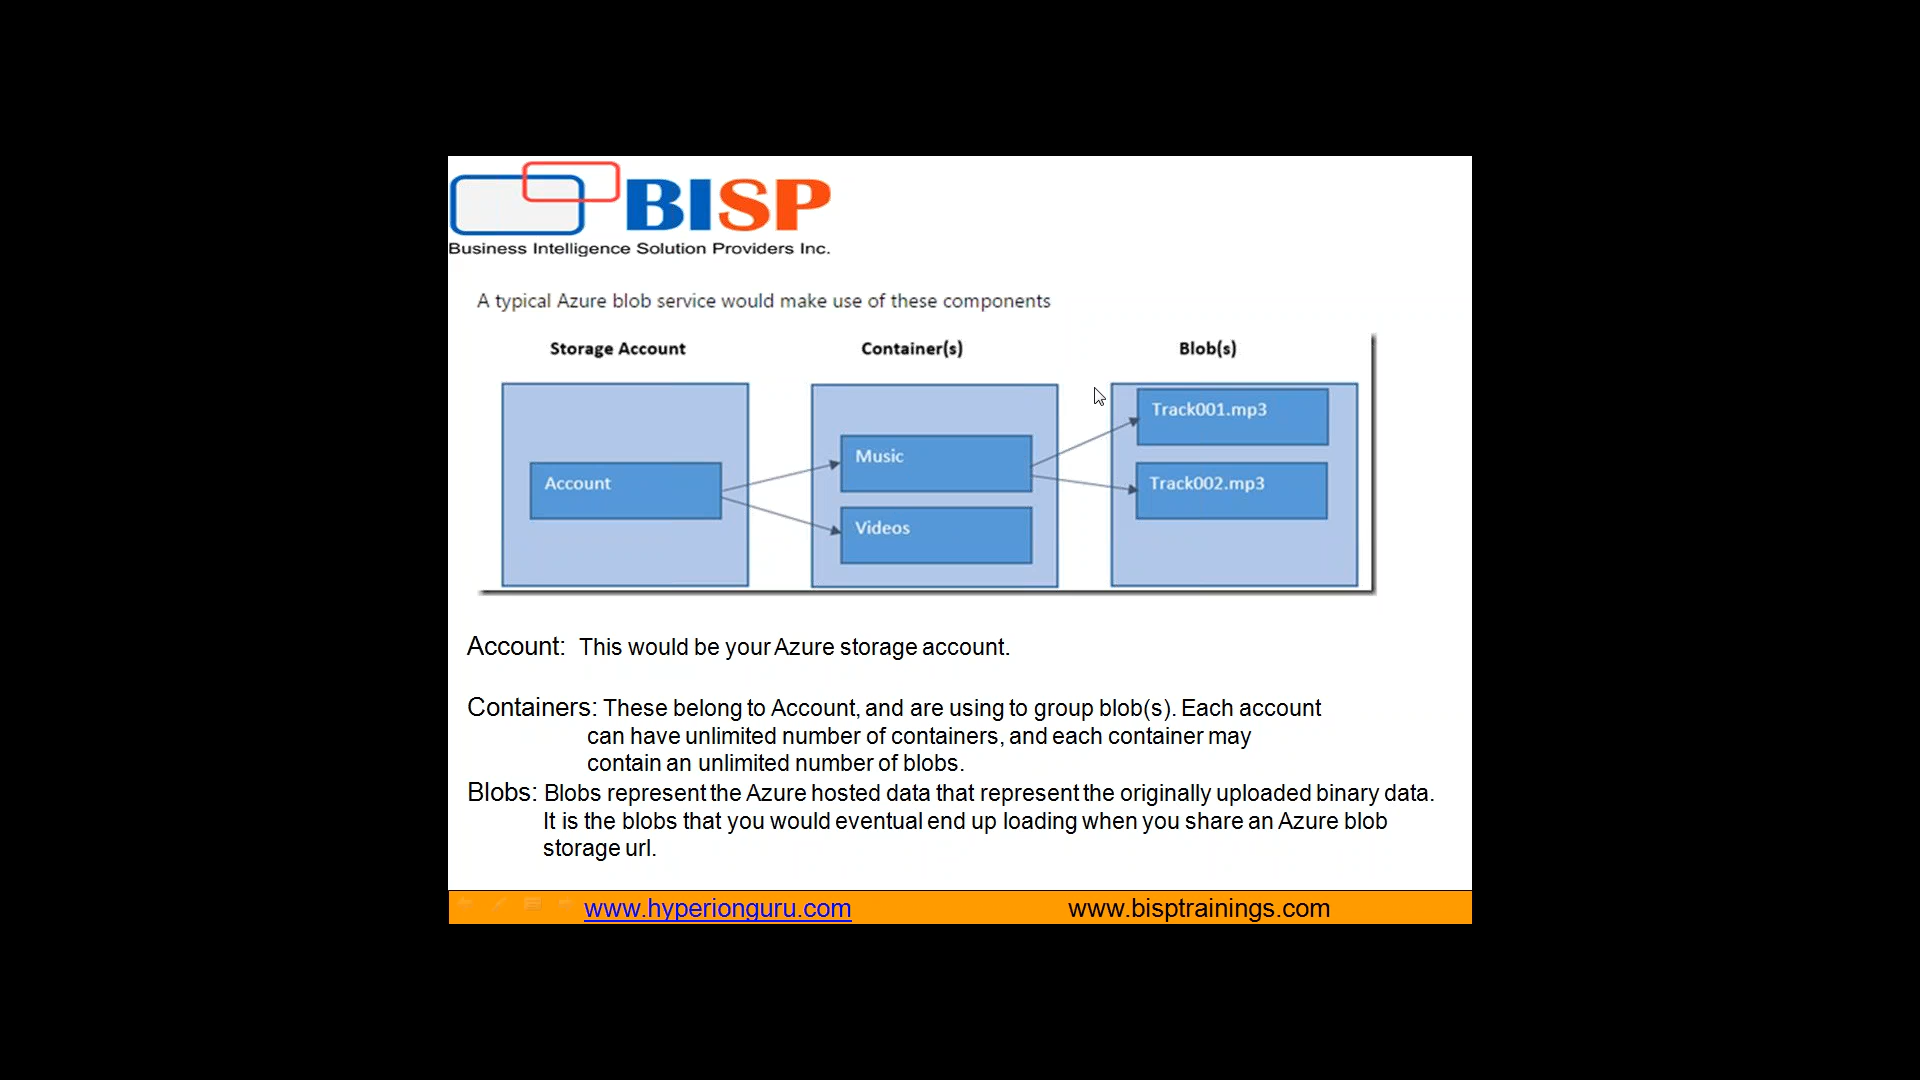 BISP
Business Intelligence Solution Providers Inc.
A typical Azure blob service would make use of these components
Storage Account
Container(s)
Blob(s)
Account
Music
Videos
Track001.mp3
Track002.mp3
Account: This would be your Azure storage account.
Containers: These belong to Account, and are using to group blob(s). Each account
can have unlimited number of containers, and each container may
contain an unlimited number of blobs.
Blobs: Blobs represent the Azure hosted data that represent the originally uploaded binary data.
It is the blobs that you would eventual end up loading when you share an Azure blob
storage url.
www.hyperionguru.com
www.bisptrainings.com